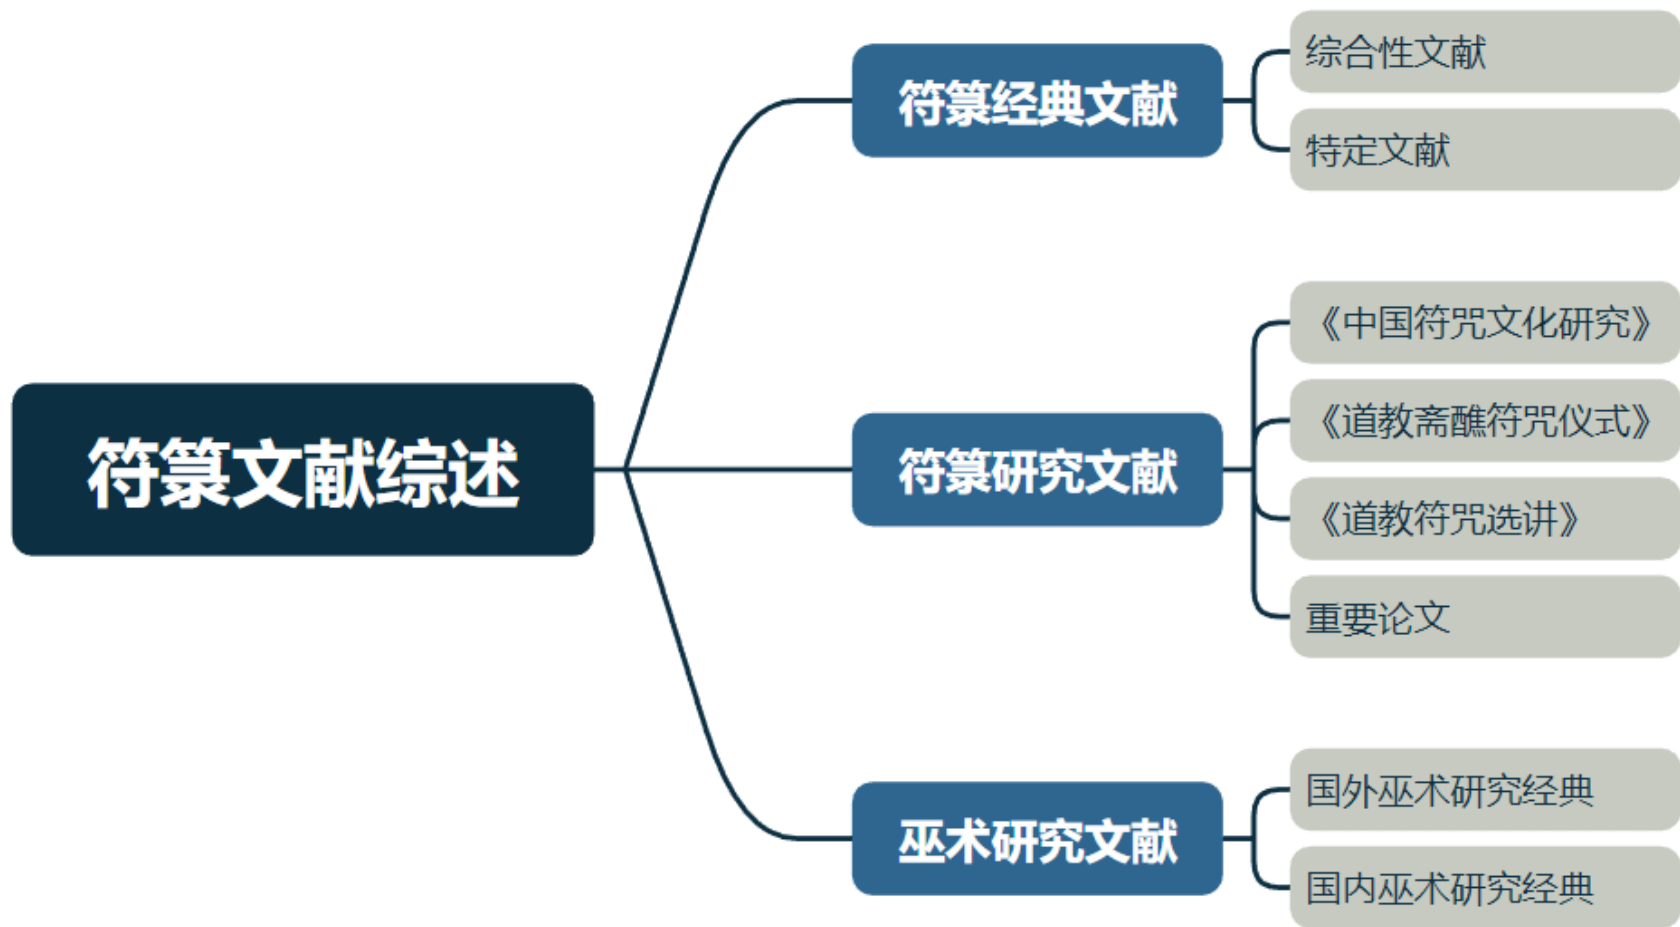 符箓文献综述
符箓经典文献
综合性文献
特定文献
符箓研究文献
《中国符咒文化研究》
《道教斋醮符咒仪式》
《道教符咒选讲》
重要论文
巫术研究文献
国外巫术研究经典
国内巫术研究经典